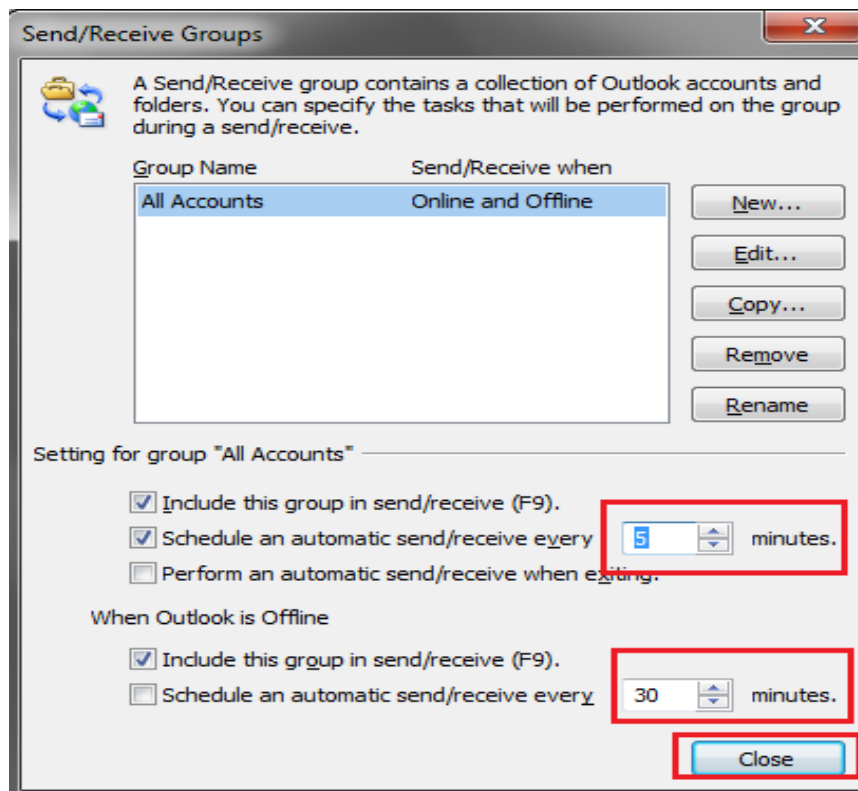 Send/Receive Groups
A Send/Receive group contains a collection of Outlook accounts and
folders. You can specify the tasks that will be performed on the group
during a send/receive.
Group Name Send/Receive when
All Accounts Online and Offline
New...
Edit...
Copy...
Remove
Rename
Setting for group "All Accounts"
Include this group in send/receive (F9).
Schedule an automatic send/receive every 5 minutes.
Perform an automatic send/receive when exiting.
When Outlook is Offline
Include this group in send/receive (F9).
Schedule an automatic send/receive every 30 minutes.
Close